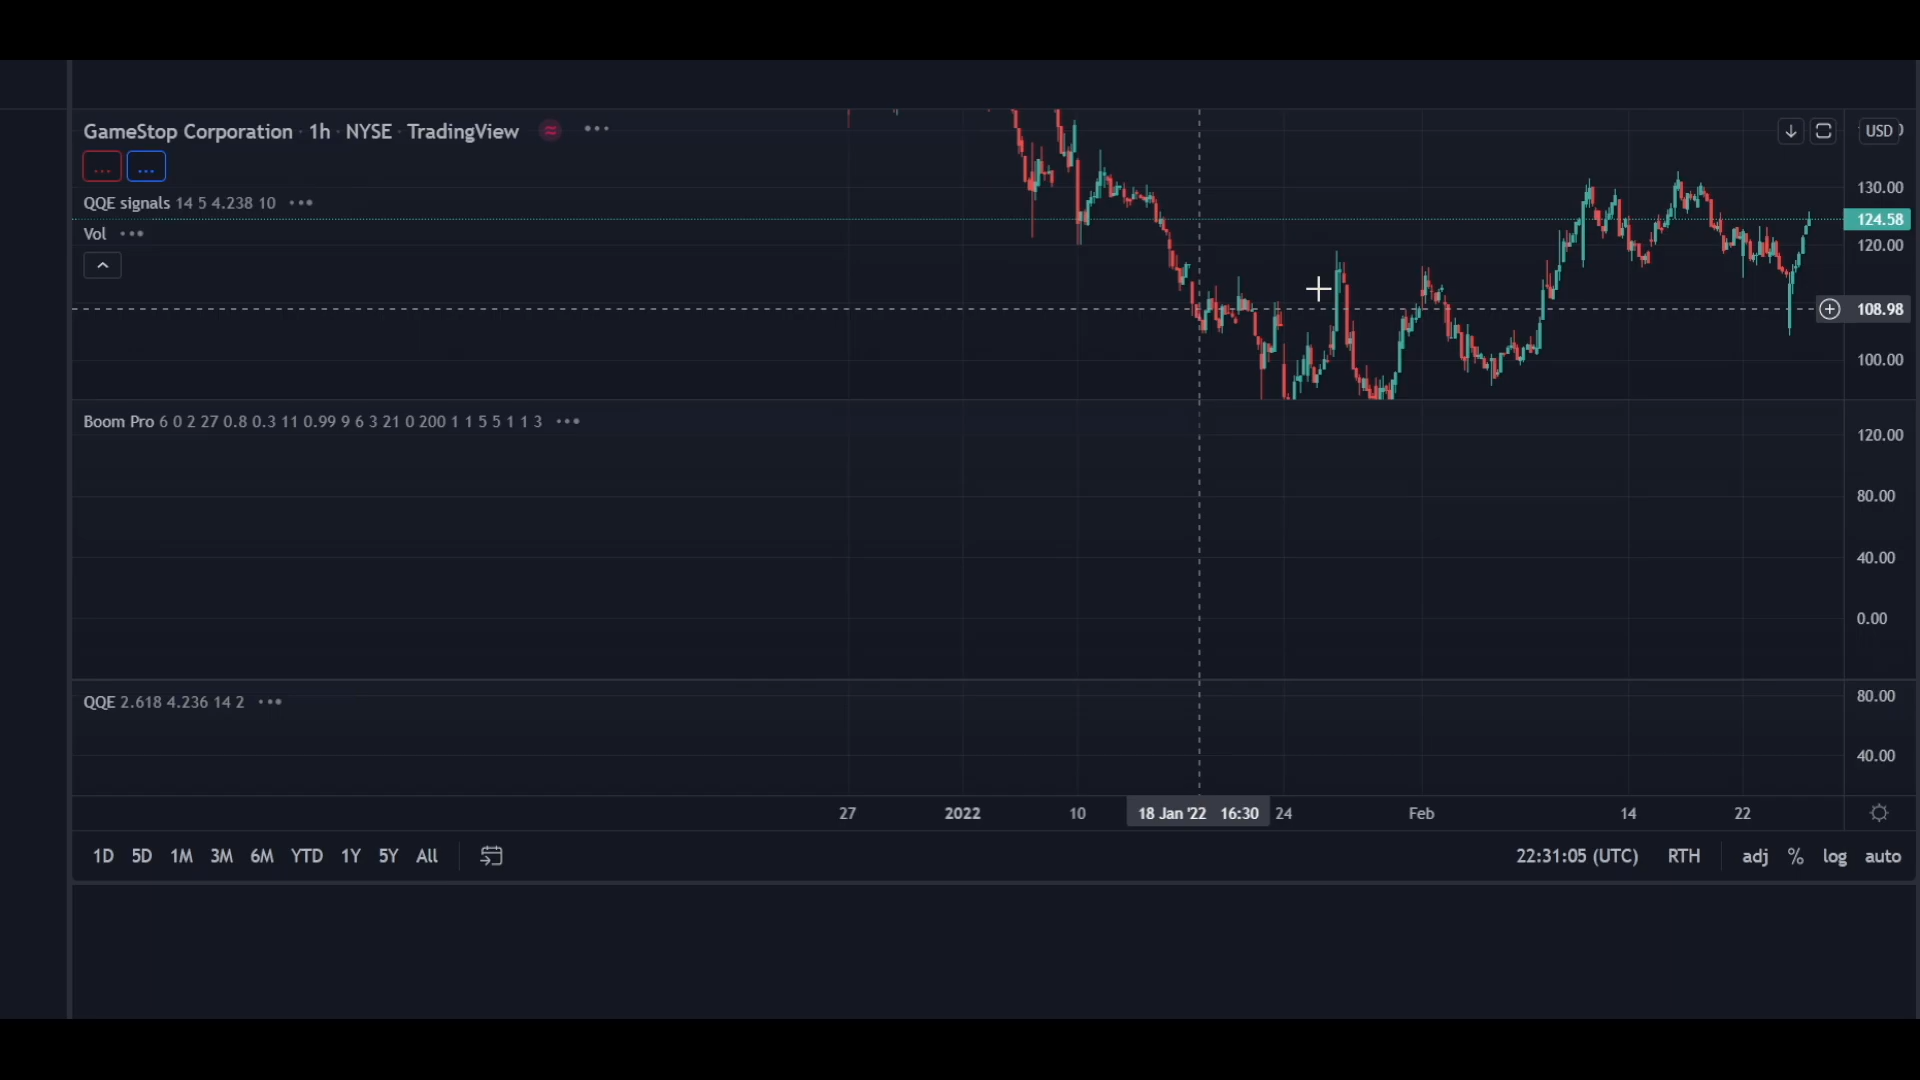 GameStop Corporation · 1h · NYSE · TradingView
USD
... ...
QQE signals 14 5 4.238 10
Vol
130.00
124.58
120.00
108.98
100.00
Boom Pro 6 0 2 27 0.8 0.3 11 0.99 9 6 3 21 0 200 1 1 5 5 1 1 3
120.00
80.00
40.00
0.00
QQE 2.618 4.236 14 2
80.00
40.00
27 2022 10 18 Jan '22 16:30 24 Feb 14 22
1D 5D 1M 3M 6M YTD 1Y 5Y All 22:31:05 (UTC) RTH adj % log auto